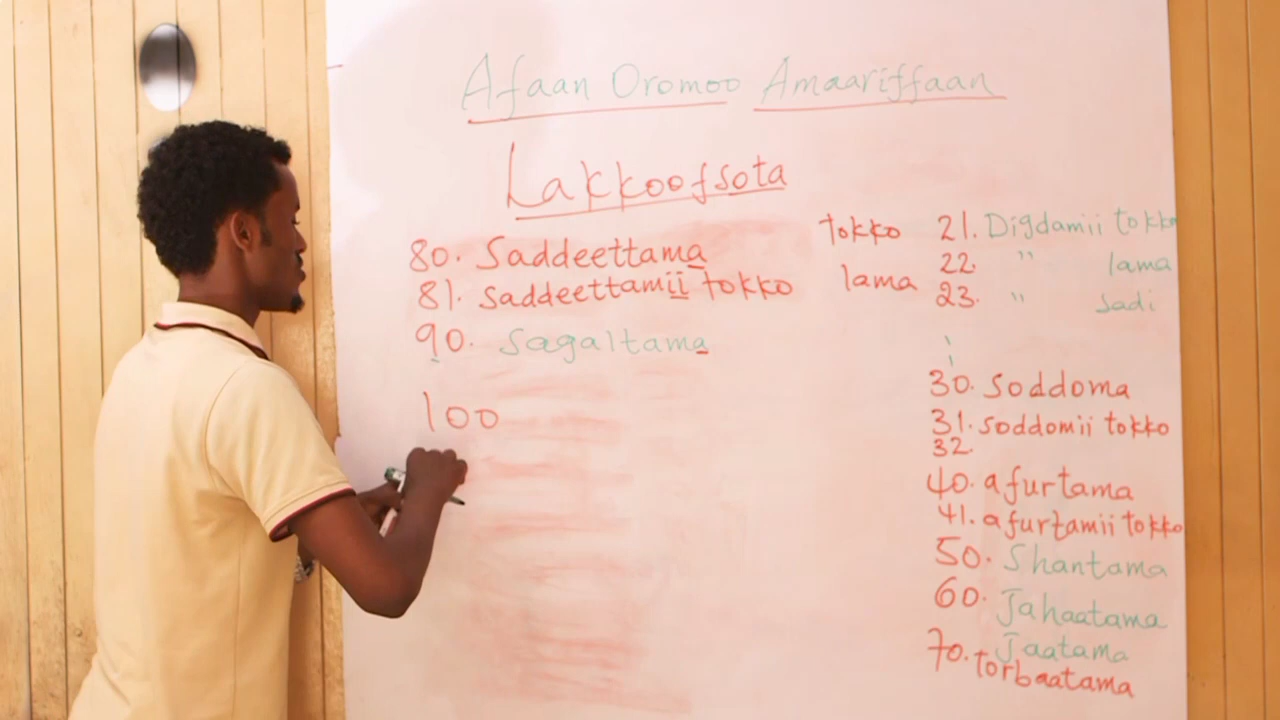 Afaan Oromoo Amaariffaan
Lakkoofsota
80. Saddeettama
81. Saddeettamii tokko
90. Sagaltama
100
tokko
lama
21. Digdamii tokko
22. " lama
23. " sadi
30. Soddoma
31. soddomii tokko
32.
40. afurtama
41. afurtamii tokko
50. Shantama
60. Jahaatama
Jaatama
70. torbaatama